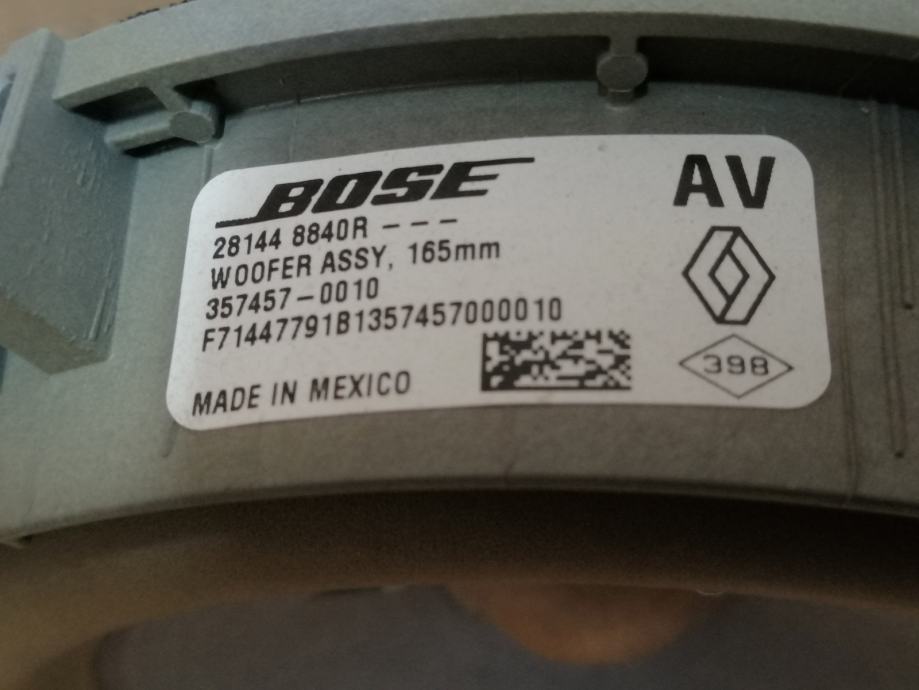 BOSE
AV
28144 8840R ---
WOOFER ASSY, 165mm
357457-0010
F71447791B1357457000010
MADE IN MEXICO
398